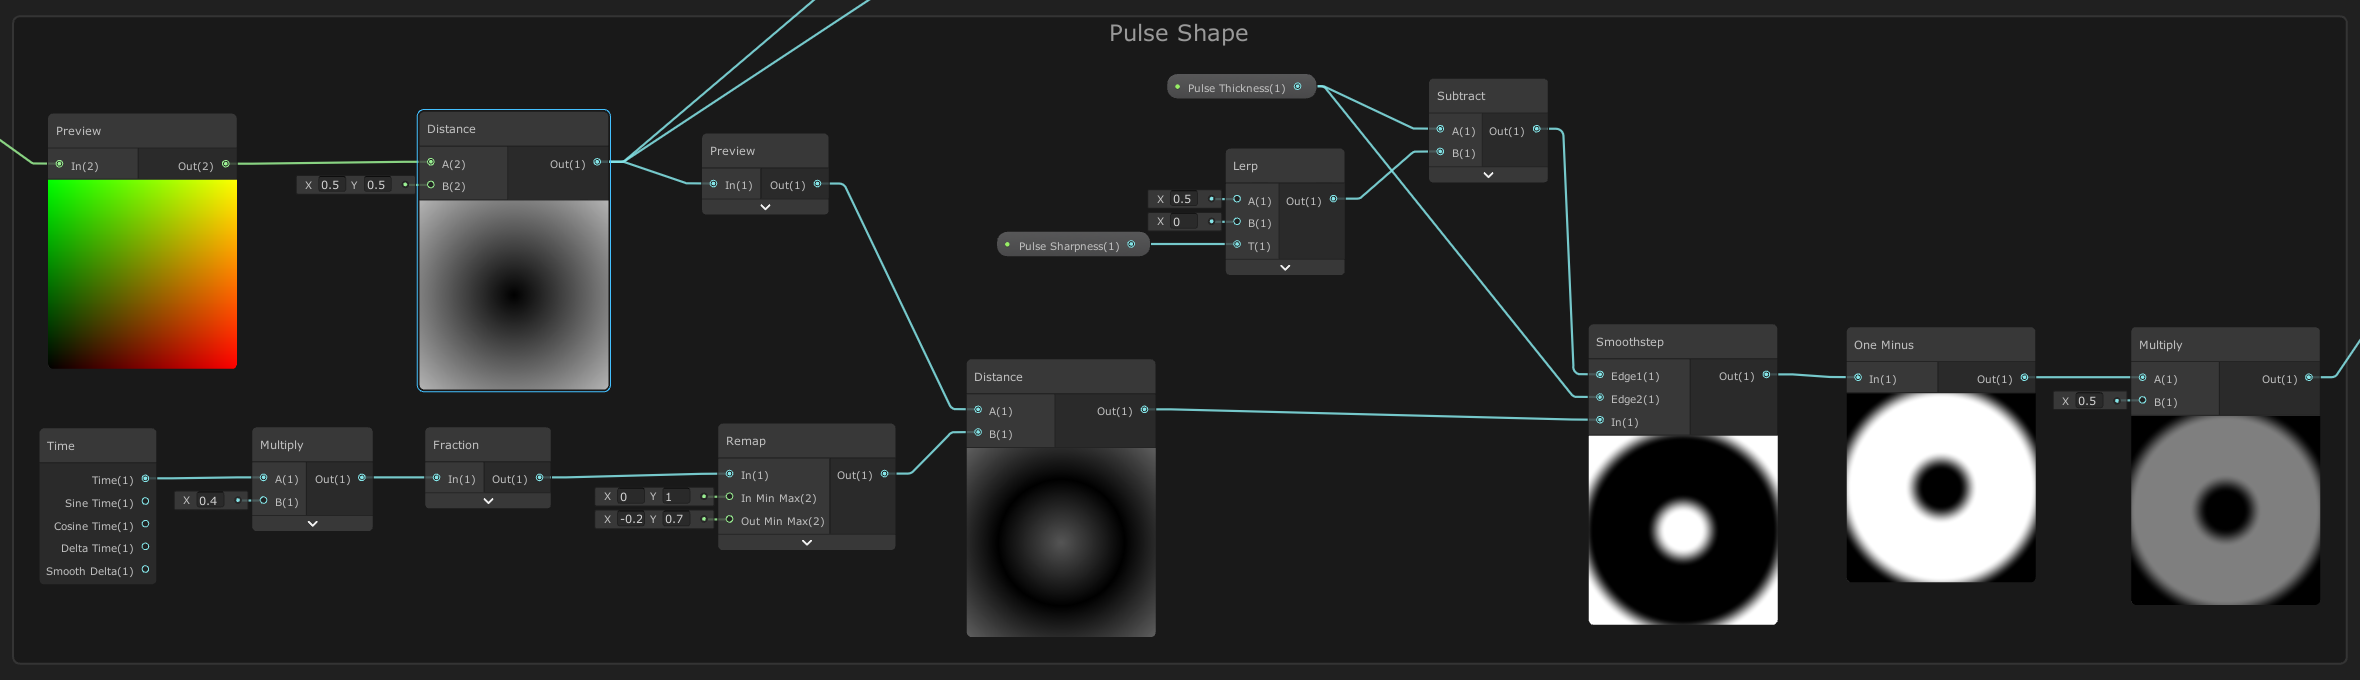 Pulse Shape
Preview
In(2) Out(2)
Distance
A(2) Out(1)
X 0.5 Y 0.5 B(2)
Preview
In(1) Out(1)
Pulse Thickness(1)
Subtract
A(1) Out(1)
B(1)
Lerp
X 0.5 A(1) Out(1)
X 0 B(1)
Pulse Sharpness(1) T(1)
Time
Time(1)
Sine Time(1)
Cosine Time(1)
Delta Time(1)
Smooth Delta(1)
Multiply
A(1) Out(1)
X 0.4 B(1)
Fraction
In(1) Out(1)
Remap
In(1) Out(1)
X 0 Y 1 In Min Max(2)
X -0.2 Y 0.7 Out Min Max(2)
Distance
A(1) Out(1)
B(1)
Smoothstep
Edge1(1) Out(1)
Edge2(1)
In(1)
One Minus
In(1) Out(1)
Multiply
A(1) Out(1)
X 0.5 B(1)